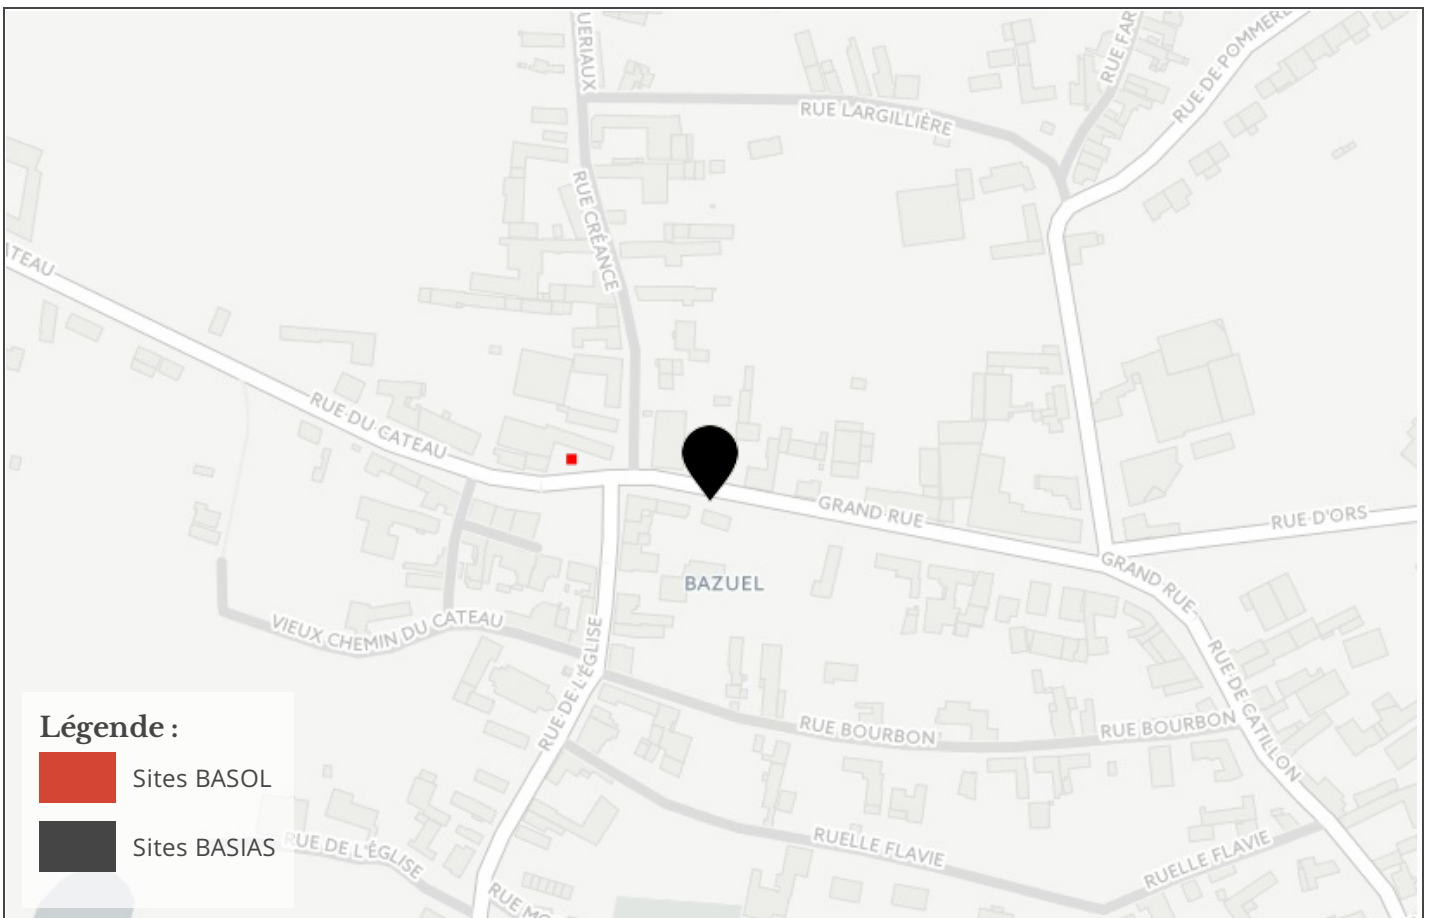 UERIAUX
RUE FAR
RUE DE POMMERE
RUE LARGILLIÈRE
RUE CRÉANCE
ATEAU
RUE DU CATEAU
GRAND RUE
RUE D'ORS
GRAND RUE
BAZUEL
VIEUX CHEMIN DU CATEAU
RUE DE L'ÉGLISE
RUE DE CATILLON
RUE BOURBON
RUE BOURBON
Légende :
Sites BASOL
Sites BASIAS
RUE DE L'ÉGLISE
RUELLE FLAVIE
RUELLE FLAVIE
RUE MO